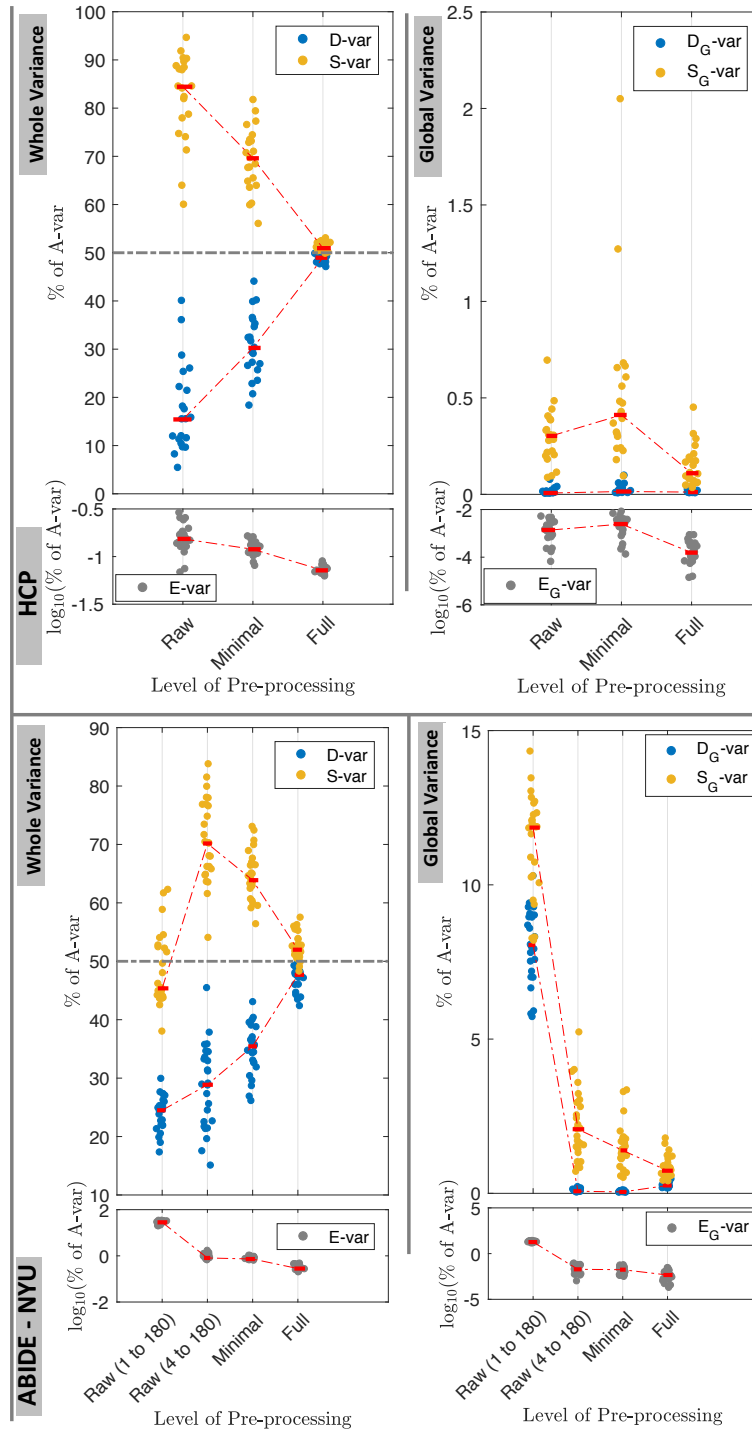 HCP
Whole Variance
% of A-var
100
90
80
70
60
50
40
30
20
10
0
D-var
S-var
log10(% of A-var)
-0.5
-1
-1.5
E-var
Raw
Minimal
Full
Level of Pre-processing
Global Variance
% of A-var
2.5
2
1.5
1
0.5
0
DG-var
SG-var
log10(% of A-var)
-2
-4
-6
EG-var
Raw
Minimal
Full
Level of Pre-processing
ABIDE - NYU
Whole Variance
% of A-var
90
80
70
60
50
40
30
20
10
D-var
S-var
log10(% of A-var)
2
0
-2
E-var
Raw (1 to 180)
Raw (4 to 180)
Minimal
Full
Level of Pre-processing
Global Variance
% of A-var
15
10
5
0
DG-var
SG-var
log10(% of A-var)
5
0
-5
EG-var
Raw (1 to 180)
Raw (4 to 180)
Minimal
Full
Level of Pre-processing